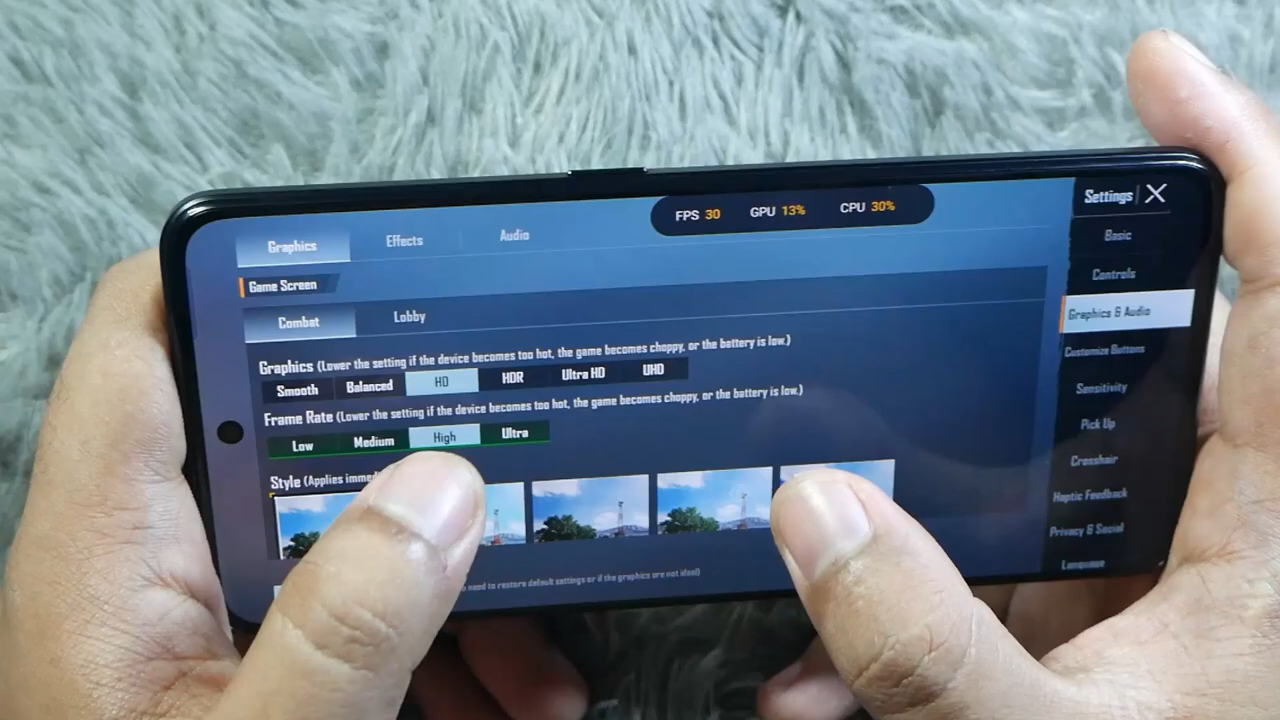 FPS 30 GPU 13% CPU 30%
Settings
Graphics Effects Audio
Game Screen
Combat Lobby
Graphics (Lower the setting if the device becomes too hot, the game becomes choppy, or the battery is low.)
Smooth Balanced HD HDR Ultra HD UHD
Frame Rate (Lower the setting if the device becomes too hot, the game becomes choppy, or the battery is low.)
Low Medium High Ultra
Style (Applies
need to restore default settings or if the graphics are not ideal)
Basic
Controls
Graphics & Audio
Customize Buttons
Sensitivity
Pick Up
Crosshair
Haptic Feedback
Privacy & Social
Language